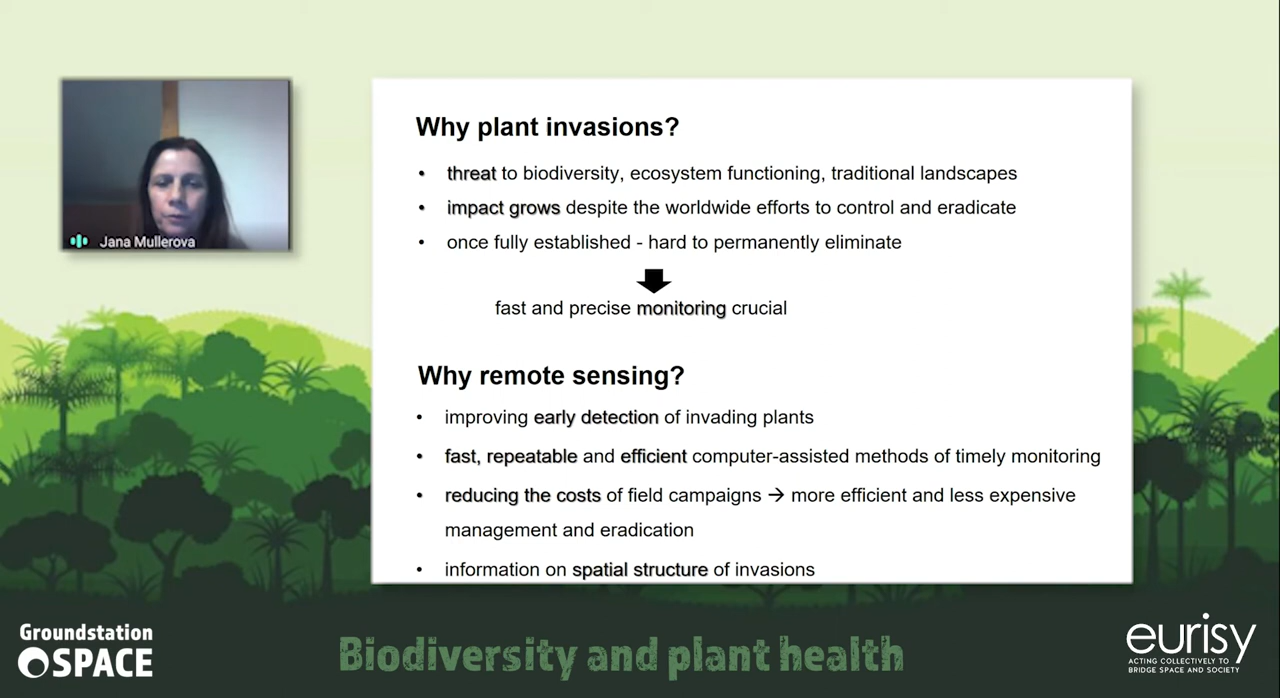 Jana Mullerova
Why plant invasions?
• threat to biodiversity, ecosystem functioning, traditional landscapes
• impact grows despite the worldwide efforts to control and eradicate
• once fully established - hard to permanently eliminate
fast and precise monitoring crucial
Why remote sensing?
• improving early detection of invading plants
• fast, repeatable and efficient computer-assisted methods of timely monitoring
• reducing the costs of field campaigns → more efficient and less expensive
management and eradication
• information on spatial structure of invasions
Groundstation
SPACE
Biodiversity and plant health
eurisy
ACTING COLLECTIVELY TO
BRIDGE SPACE AND SOCIETY